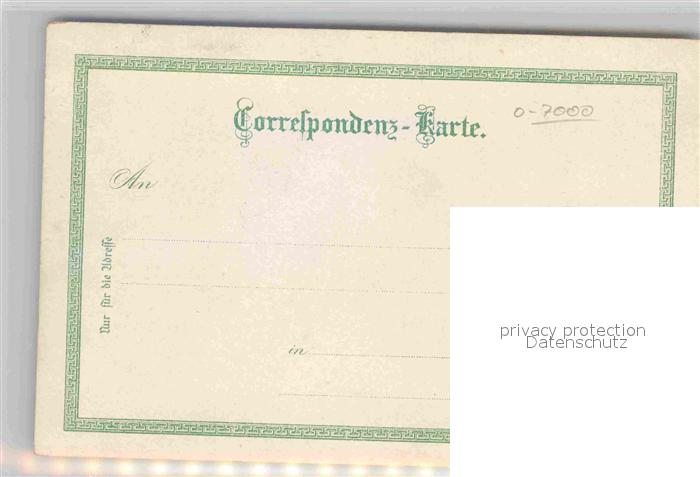 Correſpondenz-Karte.
0-7000
An
Nur für die Adreſſe
in
privacy protection
Datenschutz